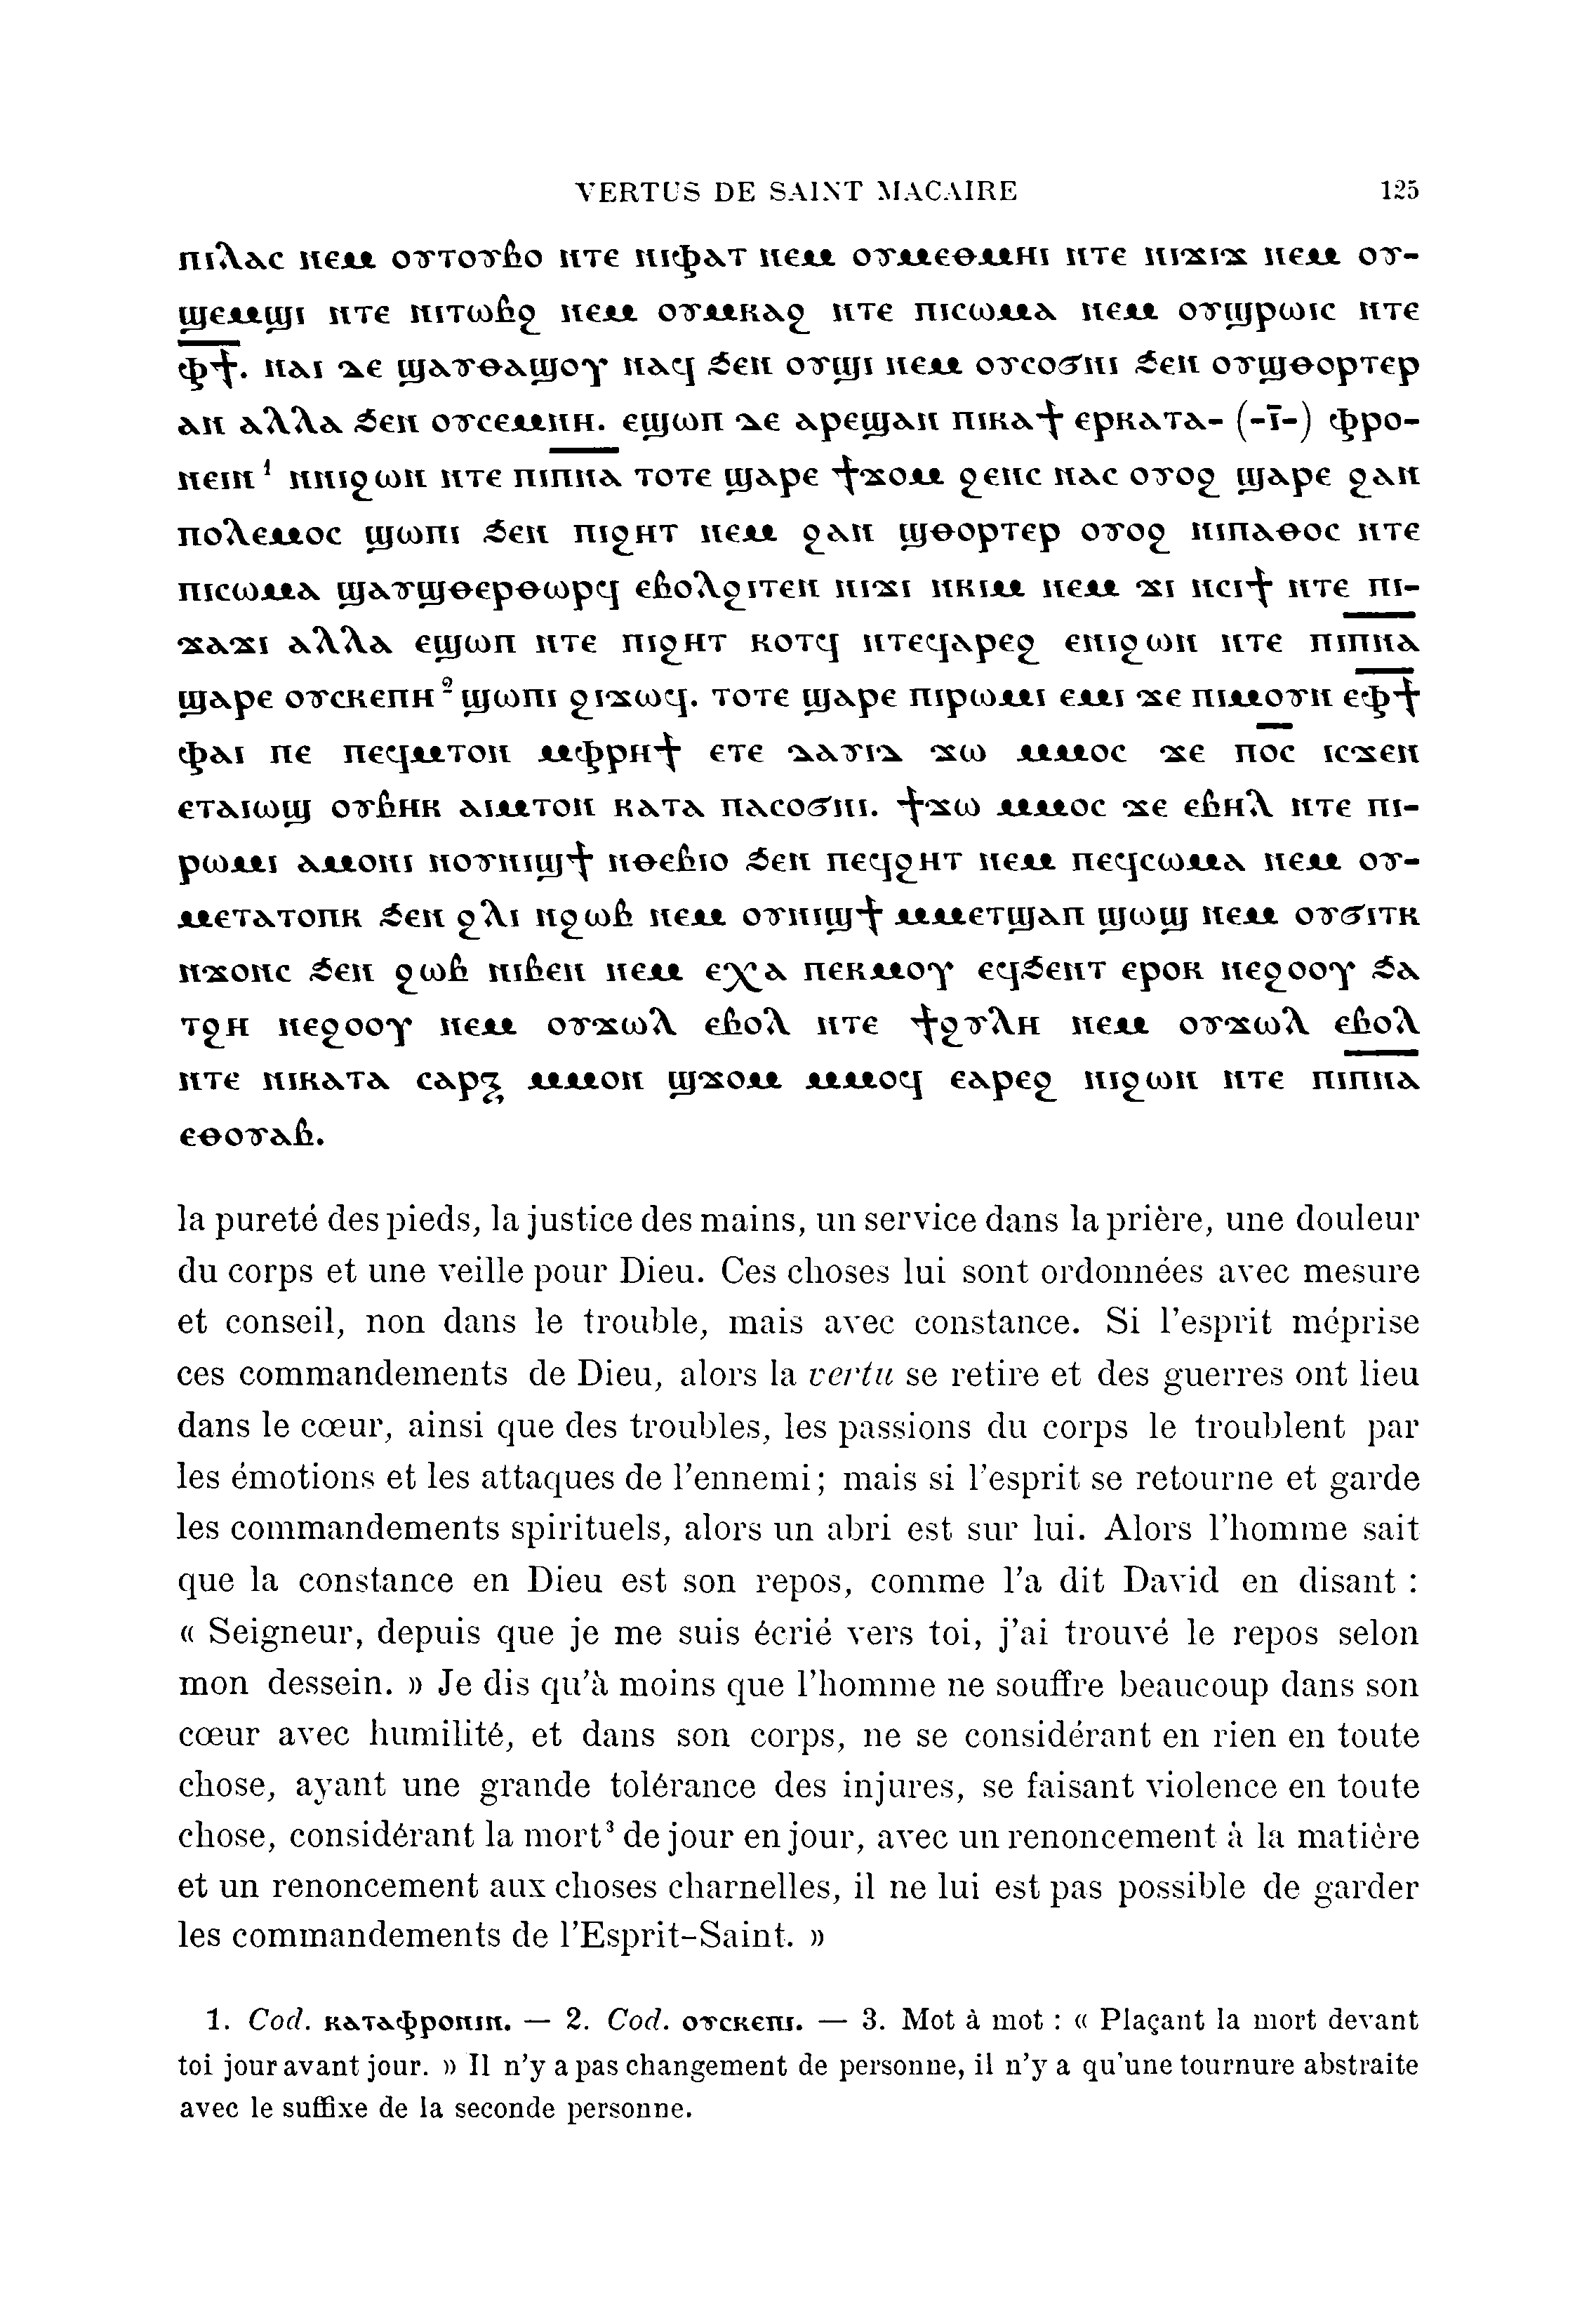 VERTUS DE SAINT MACAIRE 125
ⲡⲓⲗⲁⲥ ⲛⲉⲙ ⲟⲩⲧⲟⲩⲃⲟ ⲛⲧⲉ ⲛⲓⲫⲁⲧ ⲛⲉⲙ ⲟⲩⲙⲉⲑⲙⲏⲓ ⲛⲧⲉ ⲛⲓϫⲓϫ ⲛⲉⲙ ⲟⲩ-
ϣⲉⲙϣⲓ ⲛⲧⲉ ⲛⲓⲧⲱⲃϩ ⲛⲉⲙ ⲟⲩⲙⲕⲁϩ ⲛⲧⲉ ⲡⲓⲥⲱⲙⲁ ⲛⲉⲙ ⲟⲩϣⲣⲱⲓⲥ ⲛⲧⲉ
ⲫ̅ϯ̅. ⲛⲁⲓ ⲇⲉ ϣⲁⲩⲑⲁϣⲟⲩ ⲛⲁϥ ϧⲉⲛ ⲟⲩϣⲓ ⲛⲉⲙ ⲟⲩⲥⲟϭⲛⲓ ϧⲉⲛ ⲟⲩϣⲑⲟⲣⲧⲉⲣ
ⲁⲛ ⲁⲗⲗⲁ ϧⲉⲛ ⲟⲩⲥⲉⲙⲛⲏ. ⲉϣⲱⲡ ⲇⲉ ⲁⲣⲉϣⲁⲛ ⲡⲓⲕⲁϯ ⲉⲣⲕⲁⲧⲁ- (-ⲓ̅-) ⲫⲣⲟ-
ⲛⲉⲓⲛ ¹ ⲛⲛⲓϩⲱⲛ ⲛⲧⲉ ⲡⲓⲡ̅ⲛ̅ⲁ̅ ⲧⲟⲧⲉ ϣⲁⲣⲉ ϯϫⲟⲙ ϩⲉⲛⲥ ⲛⲁⲥ ⲟⲩⲟϩ ϣⲁⲣⲉ ϩⲁⲛ
ⲡⲟⲗⲉⲙⲟⲥ ϣⲱⲡⲓ ϧⲉⲛ ⲡⲓϩⲏⲧ ⲛⲉⲙ ϩⲁⲛ ϣⲑⲟⲣⲧⲉⲣ ⲟⲩⲟϩ ⲛⲓⲡⲁⲑⲟⲥ ⲛⲧⲉ
ⲡⲓⲥⲱⲙⲁ ϣⲁⲩϣⲑⲉⲣⲑⲱⲣϥ ⲉⲃⲟⲗϩⲓⲧⲉⲛ ⲛⲓϫⲓ ⲛⲕⲓⲙ ⲛⲉⲙ ϫⲓ ⲛⲥⲓϯ ⲛⲧⲉ ⲡⲓ-
ϫⲁϫⲓ ⲁⲗⲗⲁ ⲉϣⲱⲡ ⲛⲧⲉ ⲡⲓϩⲏⲧ ⲕⲟⲧϥ ⲛⲧⲉϥⲁⲣⲉϩ ⲉⲛⲓϩⲱⲛ ⲛⲧⲉ ⲡⲓⲡ̅ⲛ̅ⲁ̅
ϣⲁⲣⲉ ⲟⲩⲥⲕⲉⲡⲏ ² ϣⲱⲡⲓ ϩⲓϫⲱϥ. ⲧⲟⲧⲉ ϣⲁⲣⲉ ⲡⲓⲣⲱⲙⲓ ⲉⲙⲓ ϫⲉ ⲡⲓⲙⲟⲩⲛ ⲉⲫ̅ϯ̅
ⲫⲁⲓ ⲡⲉ ⲡⲉϥⲙⲧⲟⲛ ⲙⲫⲣⲏϯ ⲉⲧⲉ ⲇⲁⲩⲓⲇ ϫⲱ ⲙⲙⲟⲥ ϫⲉ ⲡⲟ̅ⲥ̅ ⲓⲥϫⲉⲛ
ⲉⲧⲁⲓⲱϣ ⲟⲩⲃⲏⲕ ⲁⲓⲙⲧⲟⲛ ⲕⲁⲧⲁ ⲡⲁⲥⲟϭⲛⲓ. ϯϫⲱ ⲙⲙⲟⲥ ϫⲉ ⲉⲃⲏⲗ ⲛⲧⲉ ⲡⲓ-
ⲣⲱⲙⲓ ⲁⲙⲟⲛⲓ ⲛⲟⲩⲛⲓϣϯ ⲛⲑⲉⲃⲓⲟ ϧⲉⲛ ⲡⲉϥϩⲏⲧ ⲛⲉⲙ ⲡⲉϥⲥⲱⲙⲁ ⲛⲉⲙ ⲟⲩ-
ⲙⲉⲧⲁⲧⲟⲡⲕ ϧⲉⲛ ϩⲗⲓ ⲛϩⲱⲃ ⲛⲉⲙ ⲟⲩⲛⲓϣϯ ⲙⲙⲉⲧϣⲁⲡ ϣⲱϣ ⲛⲉⲙ ⲟⲩϭⲓⲧⲕ
ⲛϫⲟⲛⲥ ϧⲉⲛ ϩⲱⲃ ⲛⲓⲃⲉⲛ ⲛⲉⲙ ⲉⲭⲁ ⲡⲉⲕⲙⲟⲩ ⲉϥϧⲉⲛⲧ ⲉⲣⲟⲕ ⲛⲉϩⲟⲟⲩ ϧⲁ
ⲧϩⲏ ⲛⲉϩⲟⲟⲩ ⲛⲉⲙ ⲟⲩϫⲱⲗ ⲉⲃⲟⲗ ⲛⲧⲉ ϯϩⲩⲗⲏ ⲛⲉⲙ ⲟⲩϫⲱⲗ ⲉⲃⲟⲗ
ⲛⲧⲉ ⲛⲓⲕⲁⲧⲁ ⲥⲁⲣⲝ ⲙⲙⲟⲛ ϣϫⲟⲙ ⲙⲙⲟϥ ⲉⲁⲣⲉϩ ⲛⲓϩⲱⲛ ⲛⲧⲉ ⲡⲓⲡ̅ⲛ̅ⲁ̅
ⲉⲑⲟⲩⲁⲃ.
la pureté des pieds, la justice des mains, un service dans la prière, une douleur
du corps et une veille pour Dieu. Ces choses lui sont ordonnées avec mesure
et conseil, non dans le trouble, mais avec constance. Si l'esprit méprise
ces commandements de Dieu, alors la vertu se retire et des guerres ont lieu
dans le cœur, ainsi que des troubles, les passions du corps le troublent par
les émotions et les attaques de l'ennemi; mais si l'esprit se retourne et garde
les commandements spirituels, alors un abri est sur lui. Alors l'homme sait
que la constance en Dieu est son repos, comme l'a dit David en disant :
« Seigneur, depuis que je me suis écrié vers toi, j'ai trouvé le repos selon
mon dessein. » Je dis qu'à moins que l'homme ne souffre beaucoup dans son
cœur avec humilité, et dans son corps, ne se considérant en rien en toute
chose, ayant une grande tolérance des injures, se faisant violence en toute
chose, considérant la mort³ de jour en jour, avec un renoncement à la matière
et un renoncement aux choses charnelles, il ne lui est pas possible de garder
les commandements de l'Esprit-Saint. »
1. Cod. ⲕⲁⲧⲁⲫⲣⲟⲛⲓⲛ. — 2. Cod. ⲟⲩⲥⲕⲉⲡⲓ. — 3. Mot à mot : « Plaçant la mort devant
toi jour avant jour. » Il n'y a pas changement de personne, il n'y a qu'une tournure abstraite
avec le suffixe de la seconde personne.